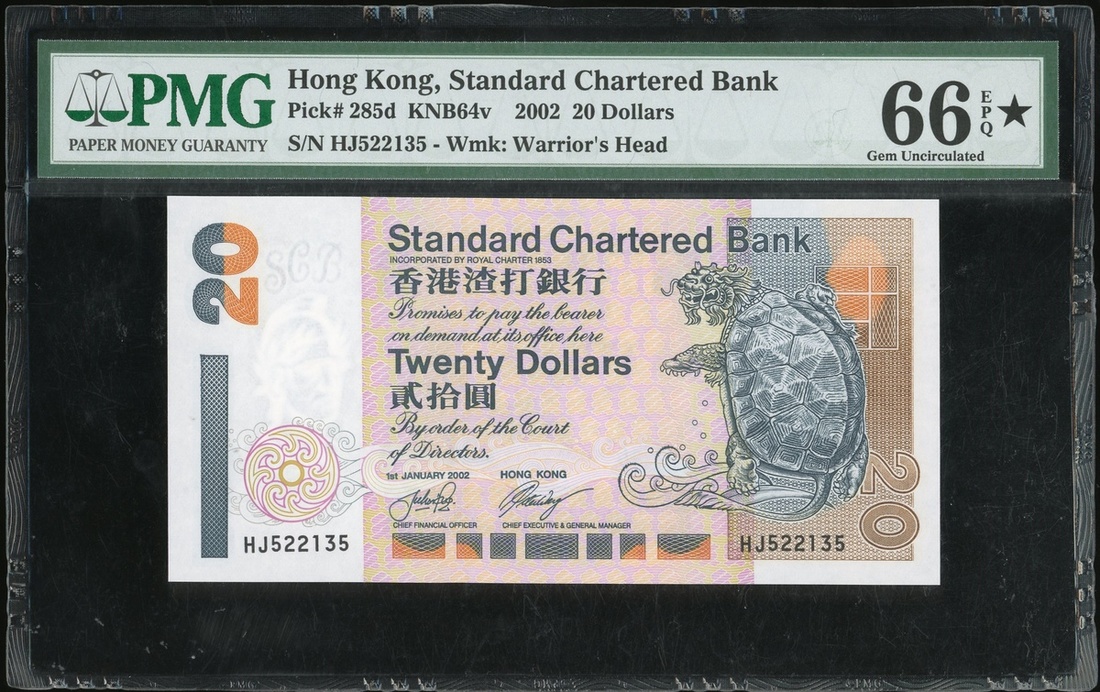 PMG
PAPER MONEY GUARANTY
Hong Kong, Standard Chartered Bank
Pick# 285d KNB64v 2002 20 Dollars
S/N HJ522135 - Wmk: Warrior's Head
66 EPQ★
Gem Uncirculated
20
SCB
Standard Chartered Bank
INCORPORATED BY ROYAL CHARTER 1853
香港渣打銀行
Promises to pay the bearer
on demand at its office here
Twenty Dollars
貳拾圓
By order of the Court
of Directors.
1st JANUARY 2002 HONG KONG
CHIEF FINANCIAL OFFICER CHIEF EXECUTIVE & GENERAL MANAGER
HJ522135
HJ522135
20
PMG
PMG